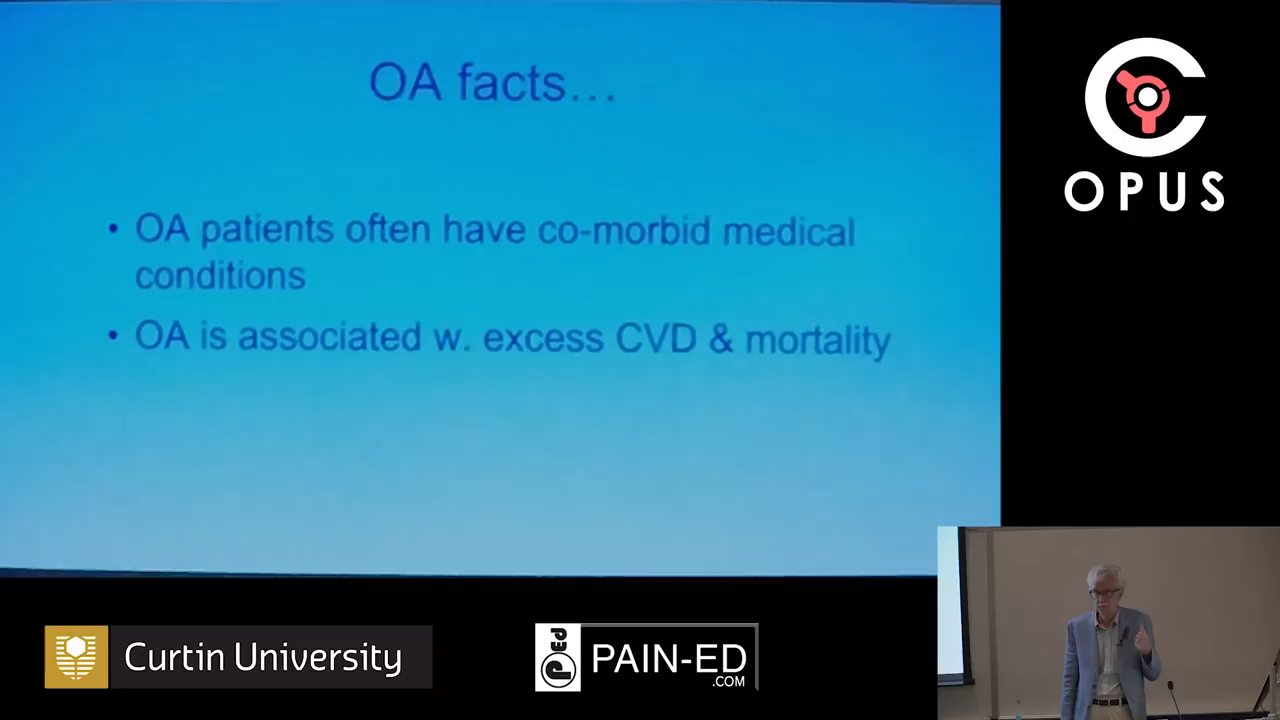 OA facts…
• OA patients often have co-morbid medical
conditions
• OA is associated w. excess CVD & mortality
OPUS
Curtin University
PAIN-ED
.COM